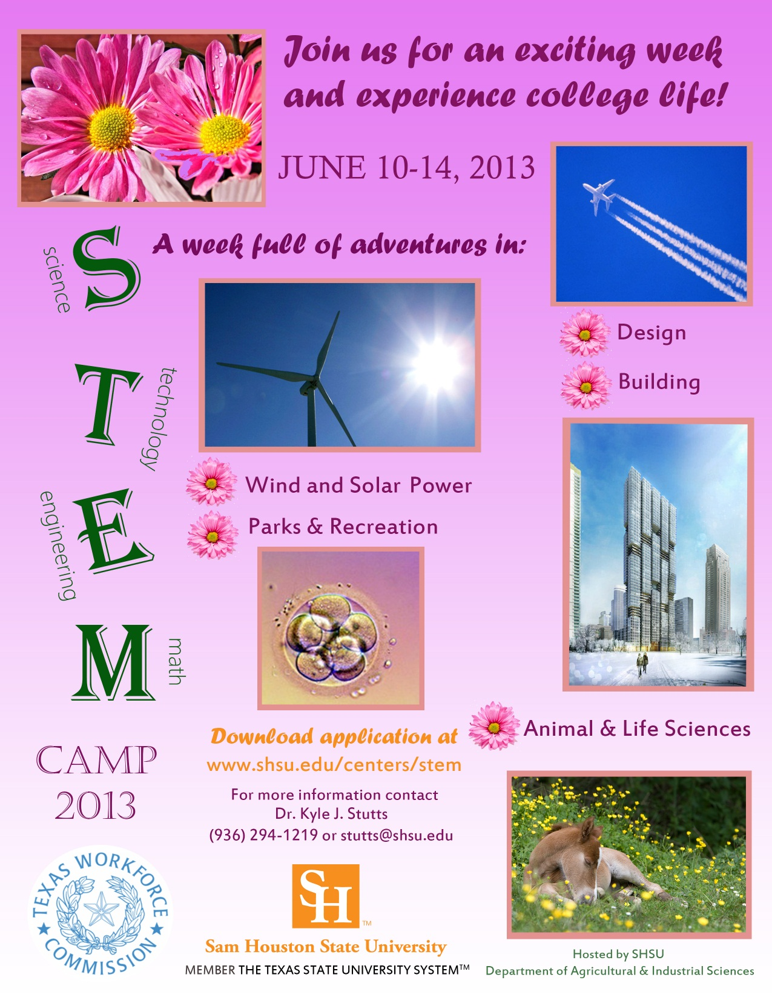 Join us for an exciting week
and experience college life!
JUNE 10-14, 2013
A week full of adventures in:
S
science
T
technology
E
engineering
M
math
CAMP
2013
Design
Building
Wind and Solar Power
Parks & Recreation
Animal & Life Sciences
Download application at
www.shsu.edu/centers/stem
For more information contact
Dr. Kyle J. Stutts
(936) 294-1219 or stutts@shsu.edu
TEXAS WORKFORCE
★ COMMISSION ★
SH TM
Sam Houston State University
MEMBER THE TEXAS STATE UNIVERSITY SYSTEM™
Hosted by SHSU
Department of Agricultural & Industrial Sciences